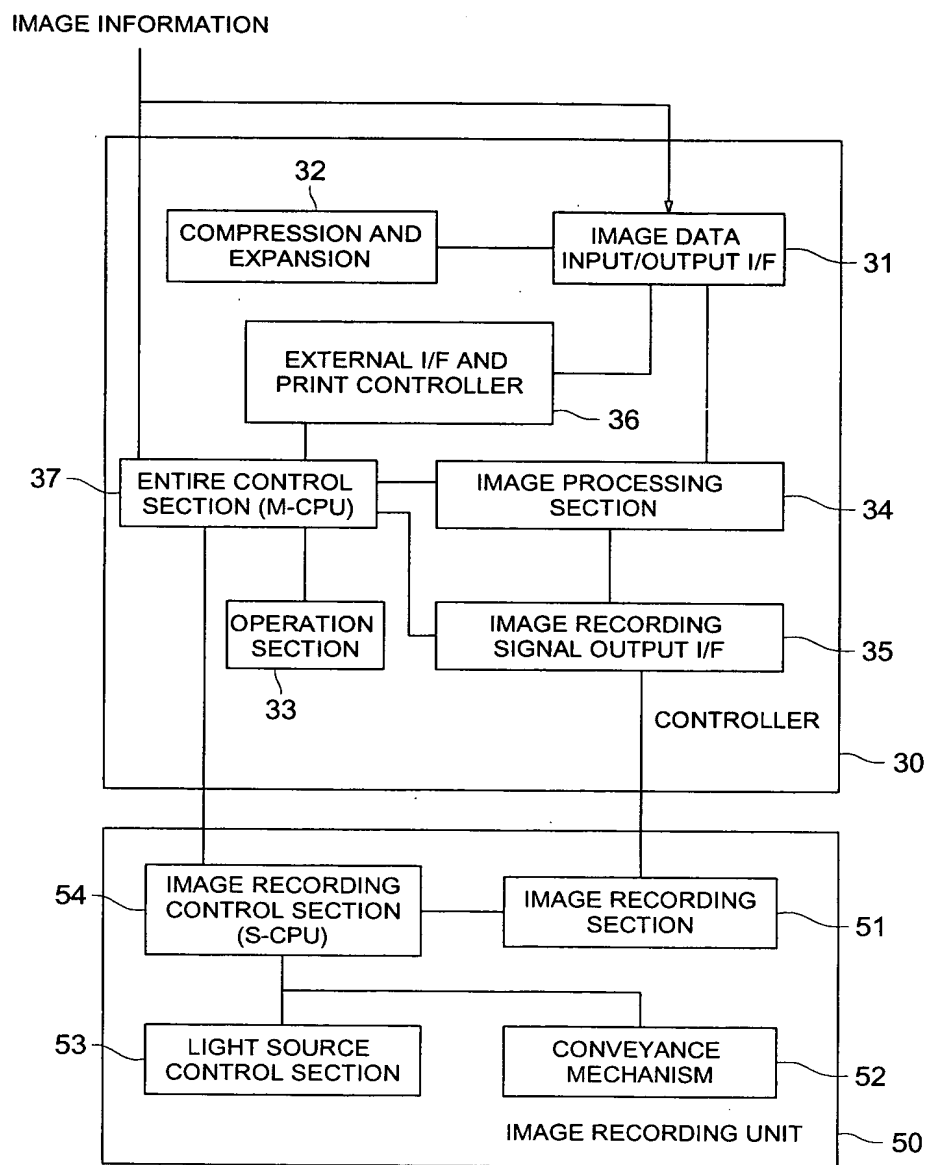 IMAGE INFORMATION
32
COMPRESSION AND
EXPANSION
IMAGE DATA
INPUT/OUTPUT I/F
31
EXTERNAL I/F AND
PRINT CONTROLLER
36
37
ENTIRE CONTROL
SECTION (M-CPU)
IMAGE PROCESSING
SECTION
34
OPERATION
SECTION
33
IMAGE RECORDING
SIGNAL OUTPUT I/F
35
CONTROLLER
30
54
IMAGE RECORDING
CONTROL SECTION
(S-CPU)
IMAGE RECORDING
SECTION
51
53
LIGHT SOURCE
CONTROL SECTION
CONVEYANCE
MECHANISM
52
IMAGE RECORDING UNIT
50